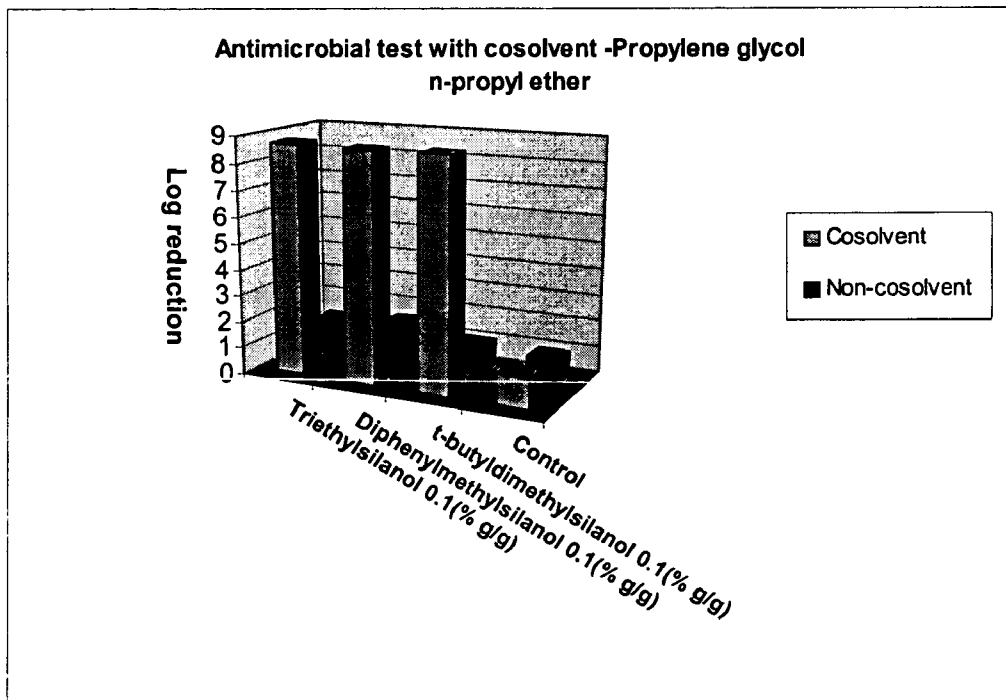 Antimicrobial test with cosolvent -Propylene glycol
n-propyl ether
Log reduction
9
8
7
6
5
4
3
2
1
0
Triethylsilanol 0.1(% g/g)
Diphenylmethylsilanol 0.1(% g/g)
t-butyldimethylsilanol 0.1(% g/g)
Control
Cosolvent
Non-cosolvent